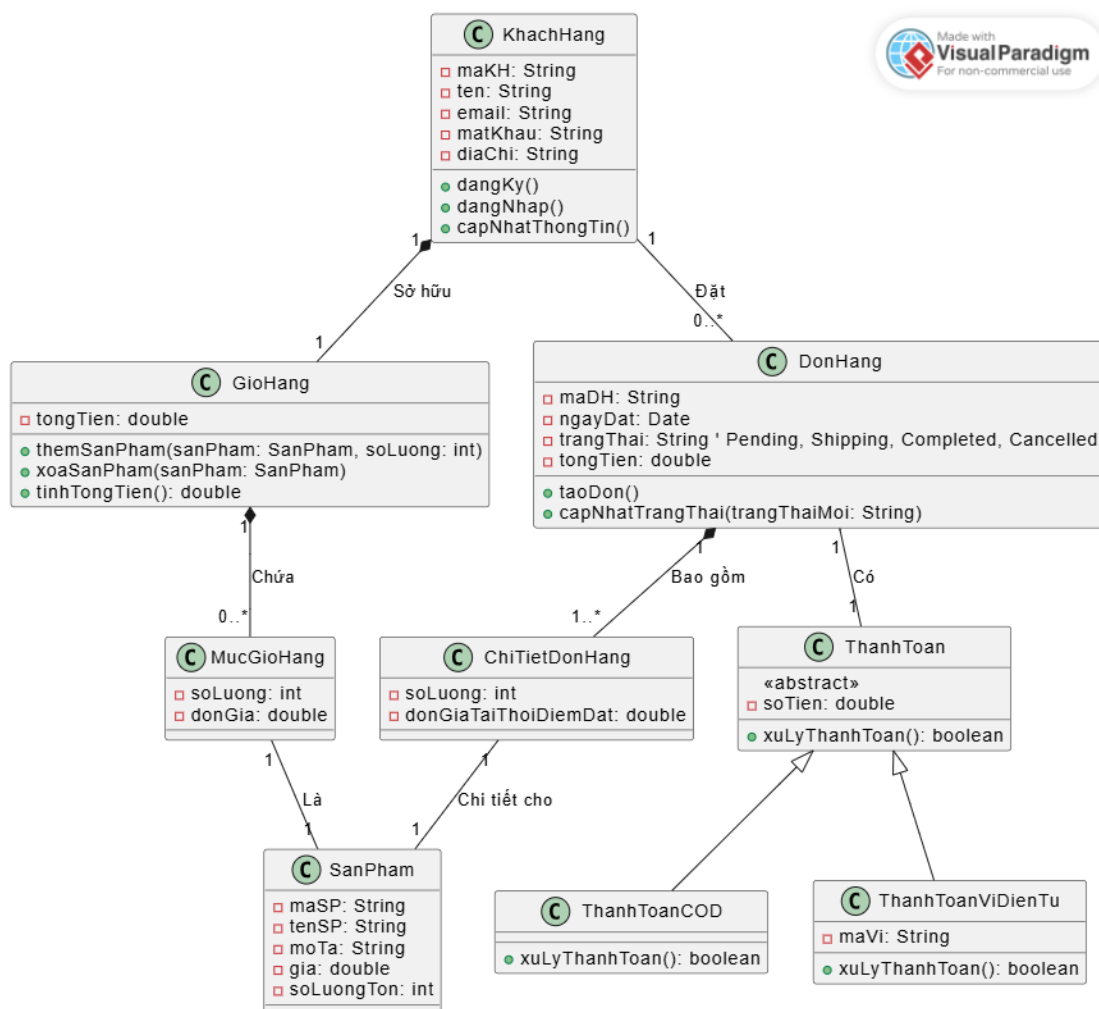 C KhachHang
maKH: String
ten: String
email: String
matKhau: String
diaChi: String
dangKy()
dangNhap()
capNhatThongTin()
Made with
Visual Paradigm
For non-commercial use
1
1
Sở hữu
Đặt
1
0..*
C GioHang
tongTien: double
themSanPham(sanPham: SanPham, soLuong: int)
xoaSanPham(sanPham: SanPham)
tinhTongTien(): double
C DonHang
maDH: String
ngayDat: Date
trangThai: String ' Pending, Shipping, Completed, Cancelled
tongTien: double
taoDon()
capNhatTrangThai(trangThaiMoi: String)
1
1
1
Chứa
Bao gồm
Có
0..*
1..*
1
C MucGioHang
soLuong: int
donGia: double
C ChiTietDonHang
soLuong: int
donGiaTaiThoiDiemDat: double
C ThanhToan
«abstract»
soTien: double
xuLyThanhToan(): boolean
1
1
Là
Chi tiết cho
1
1
C SanPham
maSP: String
tenSP: String
moTa: String
gia: double
soLuongTon: int
C ThanhToanCOD
xuLyThanhToan(): boolean
C ThanhToanViDienTu
maVi: String
xuLyThanhToan(): boolean